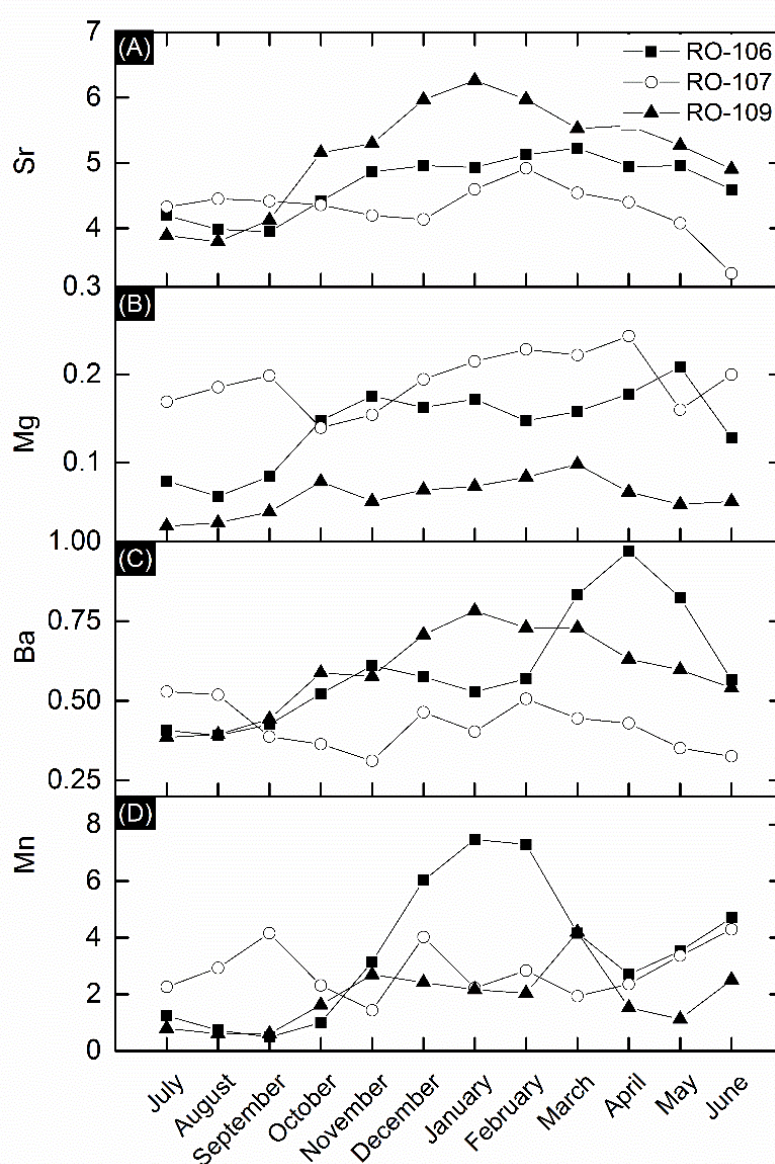 (A)
RO-106
RO-107
RO-109
Sr
7
6
5
4
(B)
Mg
0.3
0.2
0.1
(C)
Ba
1.00
0.75
0.50
0.25
(D)
Mn
8
6
4
2
0
July
August
September
October
November
December
January
February
March
April
May
June